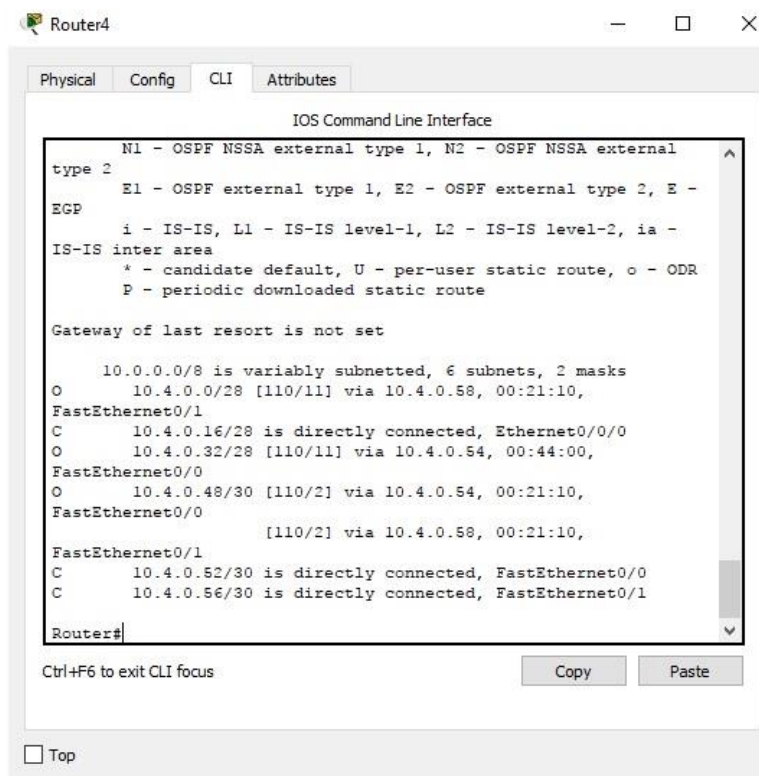 Router4
Physical Config CLI Attributes
IOS Command Line Interface
N1 - OSPF NSSA external type 1, N2 - OSPF NSSA external
type 2
E1 - OSPF external type 1, E2 - OSPF external type 2, E -
EGP
i - IS-IS, L1 - IS-IS level-1, L2 - IS-IS level-2, ia -
IS-IS inter area
* - candidate default, U - per-user static route, o - ODR
P - periodic downloaded static route
Gateway of last resort is not set
10.0.0.0/8 is variably subnetted, 6 subnets, 2 masks
O 10.4.0.0/28 [110/11] via 10.4.0.58, 00:21:10,
FastEthernet0/1
C 10.4.0.16/28 is directly connected, Ethernet0/0/0
O 10.4.0.32/28 [110/11] via 10.4.0.54, 00:44:00,
FastEthernet0/0
O 10.4.0.48/30 [110/2] via 10.4.0.54, 00:21:10,
FastEthernet0/0
[110/2] via 10.4.0.58, 00:21:10,
FastEthernet0/1
C 10.4.0.52/30 is directly connected, FastEthernet0/0
C 10.4.0.56/30 is directly connected, FastEthernet0/1
Router#
Ctrl+F6 to exit CLI focus Copy Paste
Top